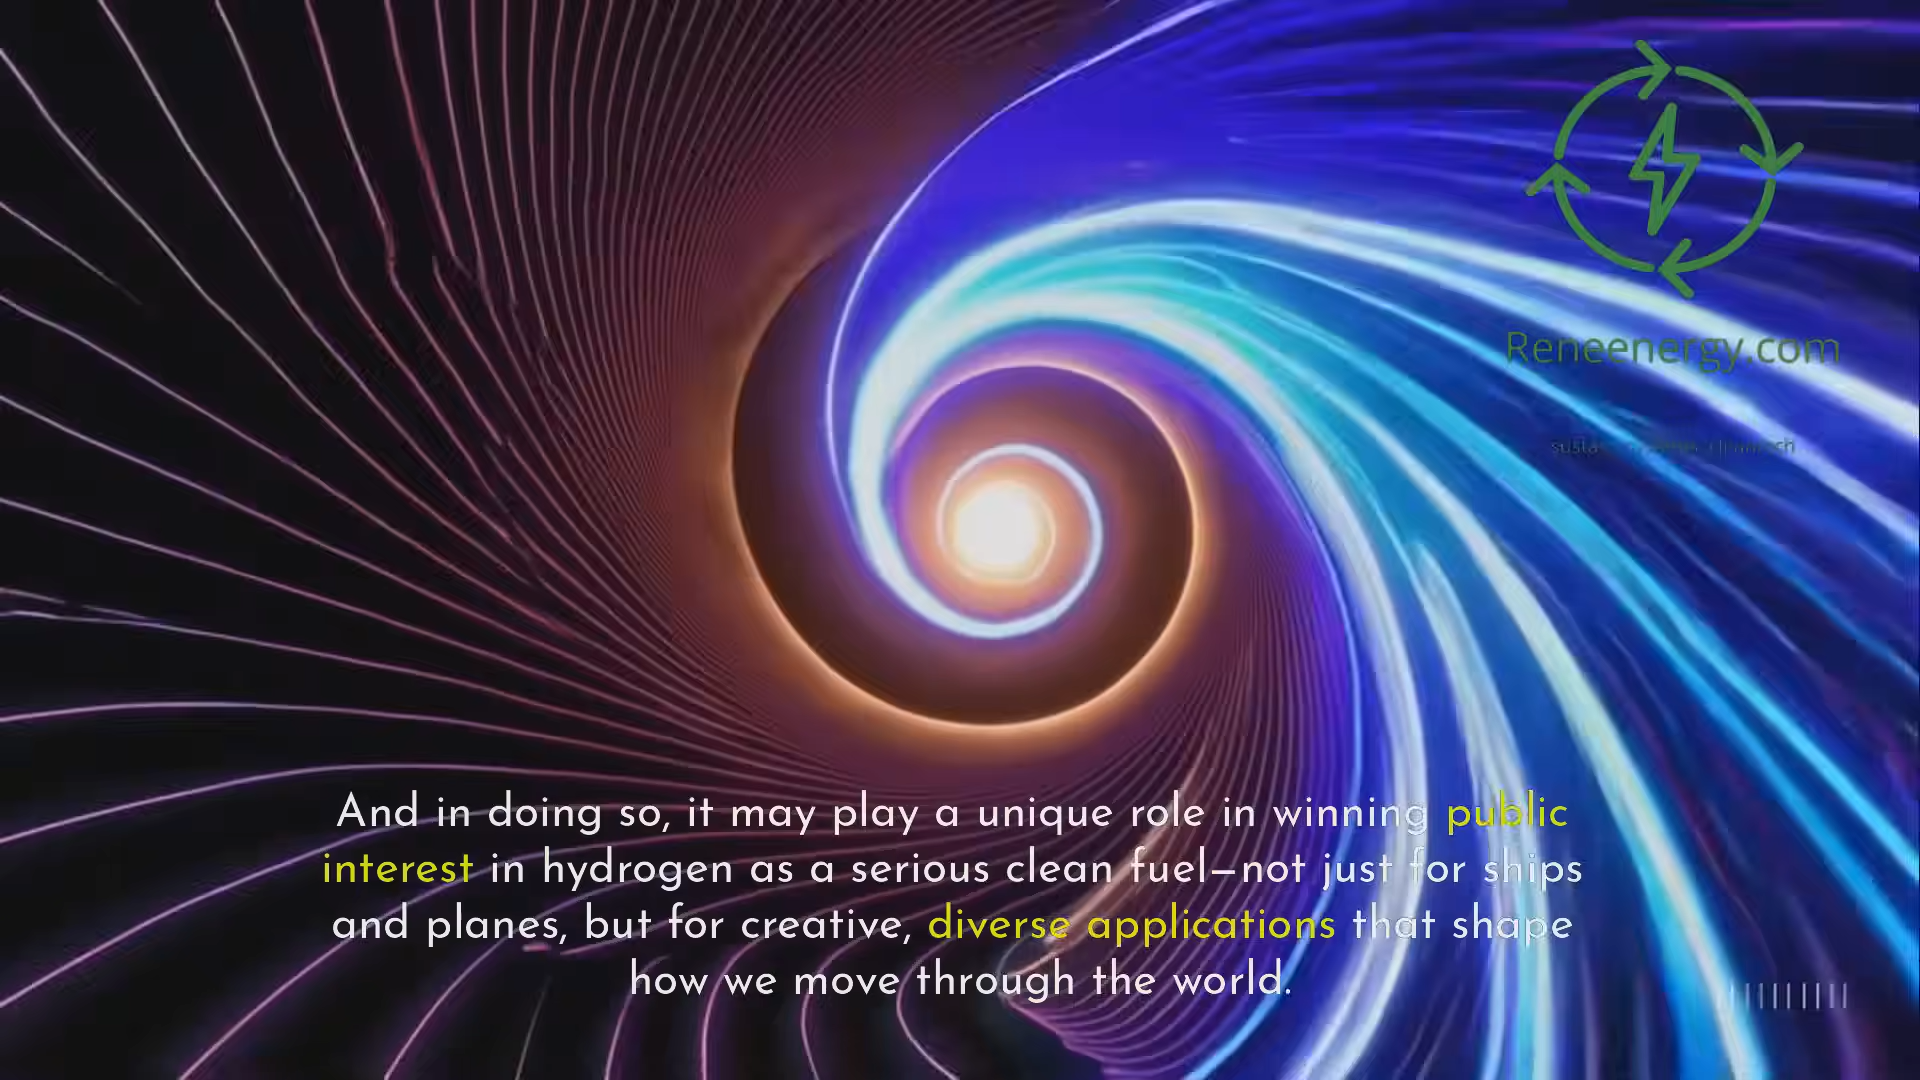 Reneenergy.com
And in doing so, it may play a unique role in winning public
interest in hydrogen as a serious clean fuel—not just for ships
and planes, but for creative, diverse applications that shape
how we move through the world.